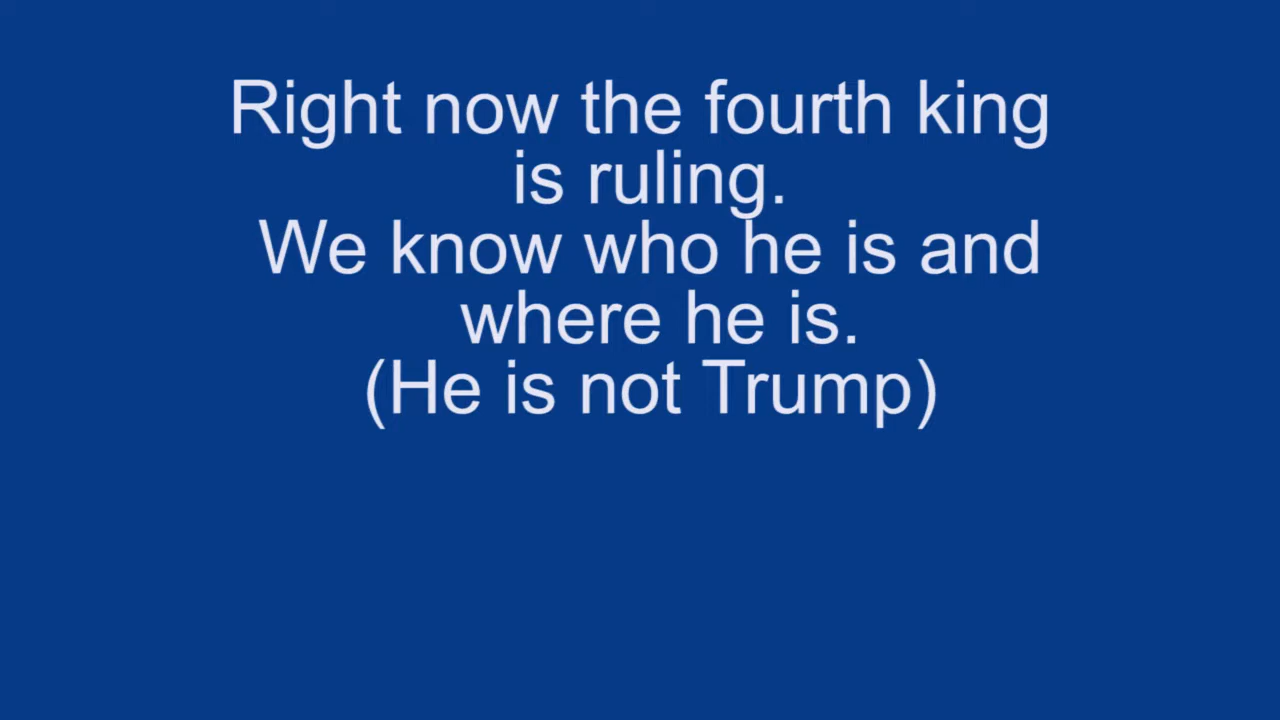 Right now the fourth king
is ruling.
We know who he is and
where he is.
(He is not Trump)